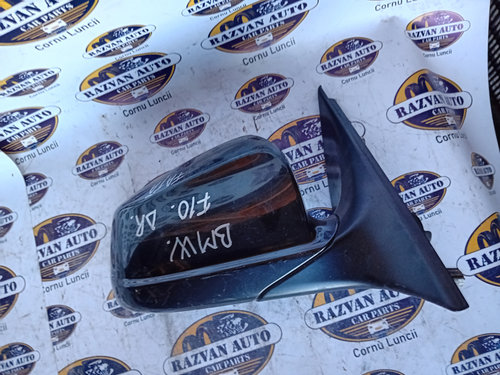 RAZVAN AUTO
CAR PARTS
Cornu Luncii
BMW.
F10. DR.